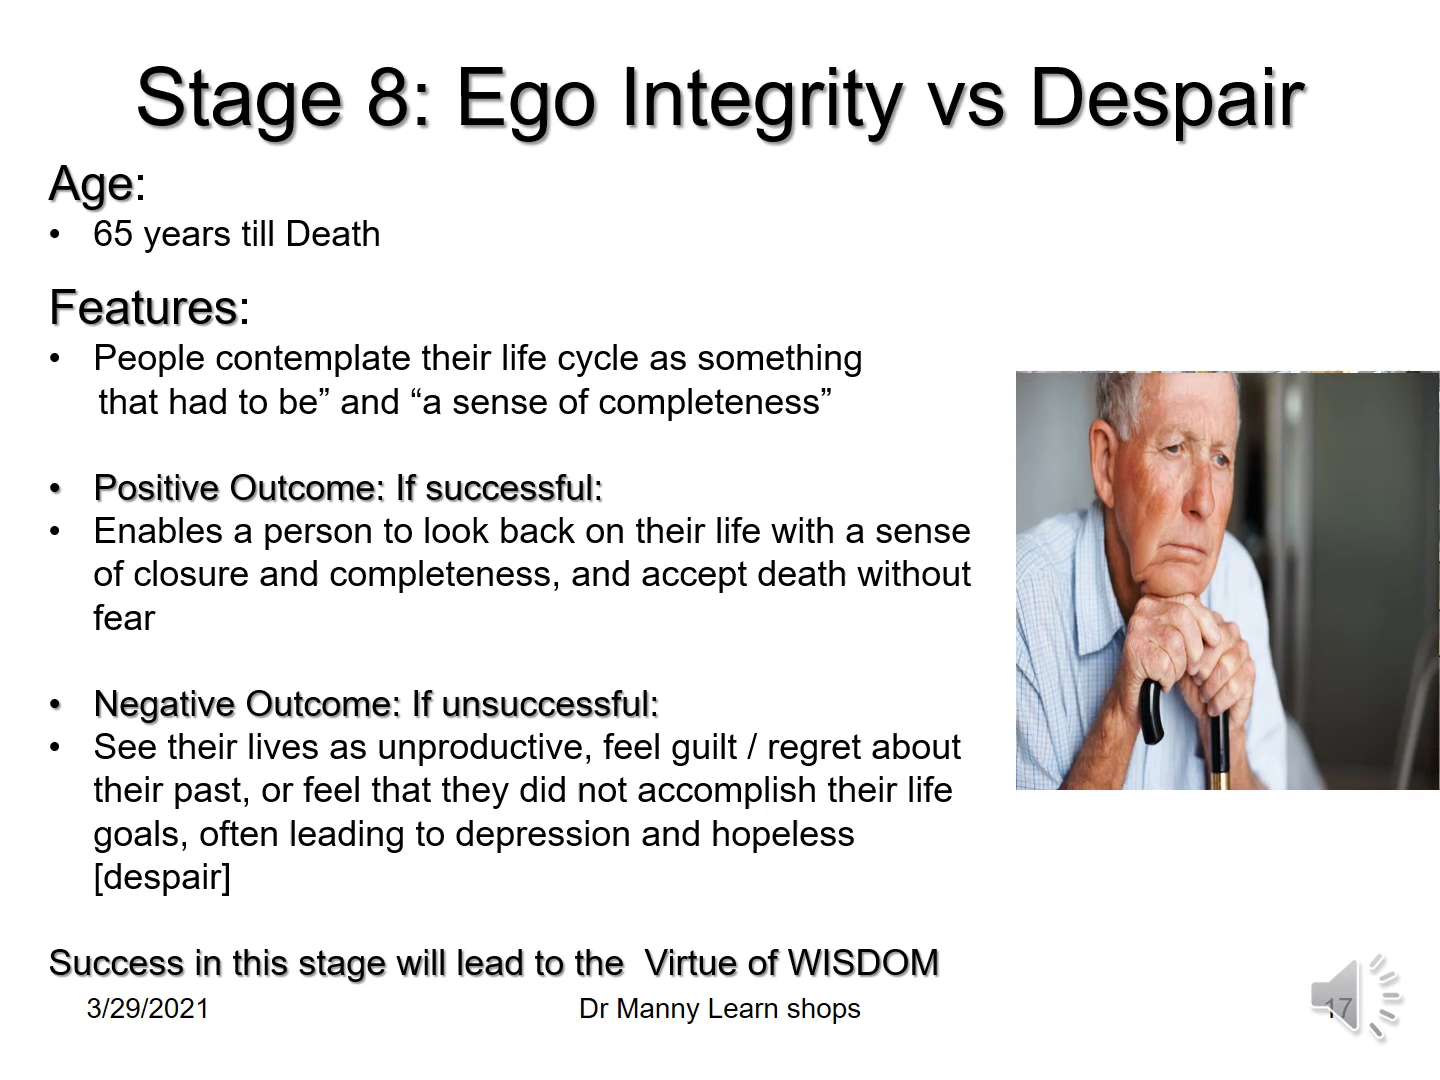 Stage 8: Ego Integrity vs Despair
Age:
• 65 years till Death
Features:
• People contemplate their life cycle as something
that had to be” and “a sense of completeness”
• Positive Outcome: If successful:
• Enables a person to look back on their life with a sense
of closure and completeness, and accept death without
fear
• Negative Outcome: If unsuccessful:
• See their lives as unproductive, feel guilt / regret about
their past, or feel that they did not accomplish their life
goals, often leading to depression and hopeless
[despair]
Success in this stage will lead to the  Virtue of WISDOM
3/29/2021
Dr Manny Learn shops
17